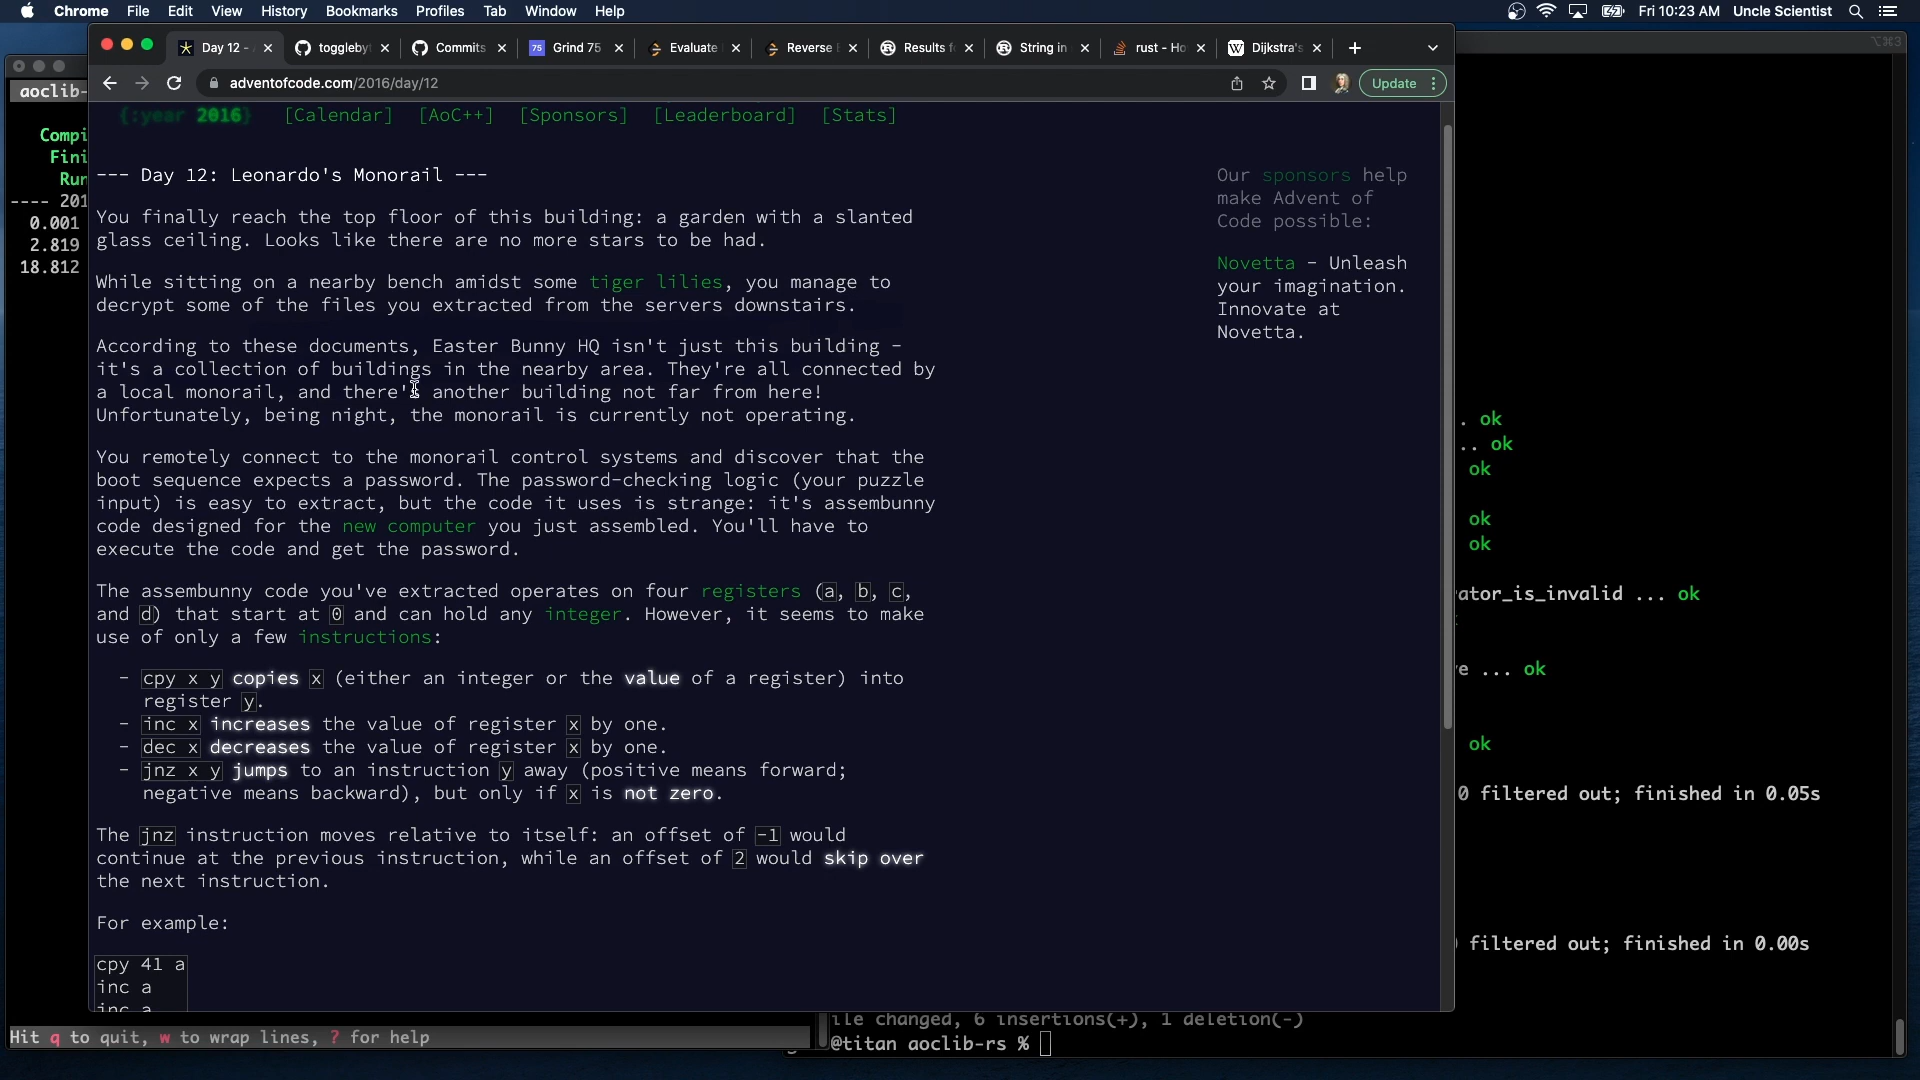 Chrome File Edit View History Bookmarks Profiles Tab Window Help
Fri 10:23 AM Uncle Scientist
Day 12 - toggleby Commits Grind 75 Evaluate Reverse Results f String in rust - Ho Dijkstra's
adventofcode.com/2016/day/12
Update
aoclib-
{:year 2016} [Calendar] [AoC++] [Sponsors] [Leaderboard] [Stats]
Compi
Fini
Run
---- 201
0.001
2.819
18.812
--- Day 12: Leonardo's Monorail ---
You finally reach the top floor of this building: a garden with a slanted
glass ceiling. Looks like there are no more stars to be had.
While sitting on a nearby bench amidst some tiger lilies, you manage to
decrypt some of the files you extracted from the servers downstairs.
According to these documents, Easter Bunny HQ isn't just this building -
it's a collection of buildings in the nearby area. They're all connected by
a local monorail, and there's another building not far from here!
Unfortunately, being night, the monorail is currently not operating.
You remotely connect to the monorail control systems and discover that the
boot sequence expects a password. The password-checking logic (your puzzle
input) is easy to extract, but the code it uses is strange: it's assembunny
code designed for the new computer you just assembled. You'll have to
execute the code and get the password.
The assembunny code you've extracted operates on four registers (a, b, c,
and d) that start at 0 and can hold any integer. However, it seems to make
use of only a few instructions:
- cpy x y copies x (either an integer or the value of a register) into
register y.
- inc x increases the value of register x by one.
- dec x decreases the value of register x by one.
- jnz x y jumps to an instruction y away (positive means forward;
negative means backward), but only if x is not zero.
The jnz instruction moves relative to itself: an offset of -1 would
continue at the previous instruction, while an offset of 2 would skip over
the next instruction.
For example:
cpy 41 a
inc a
inc a
Our sponsors help
make Advent of
Code possible:
Novetta - Unleash
your imagination.
Innovate at
Novetta.
⌥⌘3
. ok
.. ok
ok
ok
ok
ator_is_invalid ... ok
e ... ok
ok
0 filtered out; finished in 0.05s
filtered out; finished in 0.00s
ile changed, 6 insertions(+), 1 deletion(-)
@titan aoclib-rs %
Hit q to quit, w to wrap lines, ? for help